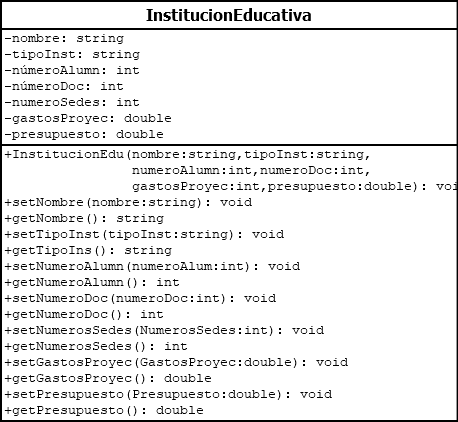 InstitucionEducativa
-nombre: string
-tipoInst: string
-númeroAlumn: int
-númeroDoc: int
-numeroSedes: int
-gastosProyec: double
-presupuesto: double
+InstitucionEdu(nombre:string,tipoInst:string,
numeroAlumn:int,numeroDoc:int,
gastosProyec:int,presupuesto:double): voi
+setNombre(nombre:string): void
+getNombre(): string
+setTipoInst(tipoInst:string): void
+getTipoIns(): string
+setNumeroAlumn(numeroAlum:int): void
+getNumeroAlumn(): int
+setNumeroDoc(numeroDoc:int): void
+getNumeroDoc(): int
+setNumerosSedes(NumerosSedes:int): void
+getNumerosSedes(): int
+setGastosProyec(GastosProyec:double): void
+getGastosProyec(): double
+setPresupuesto(Presupuesto:double): void
+getPresupuesto(): double